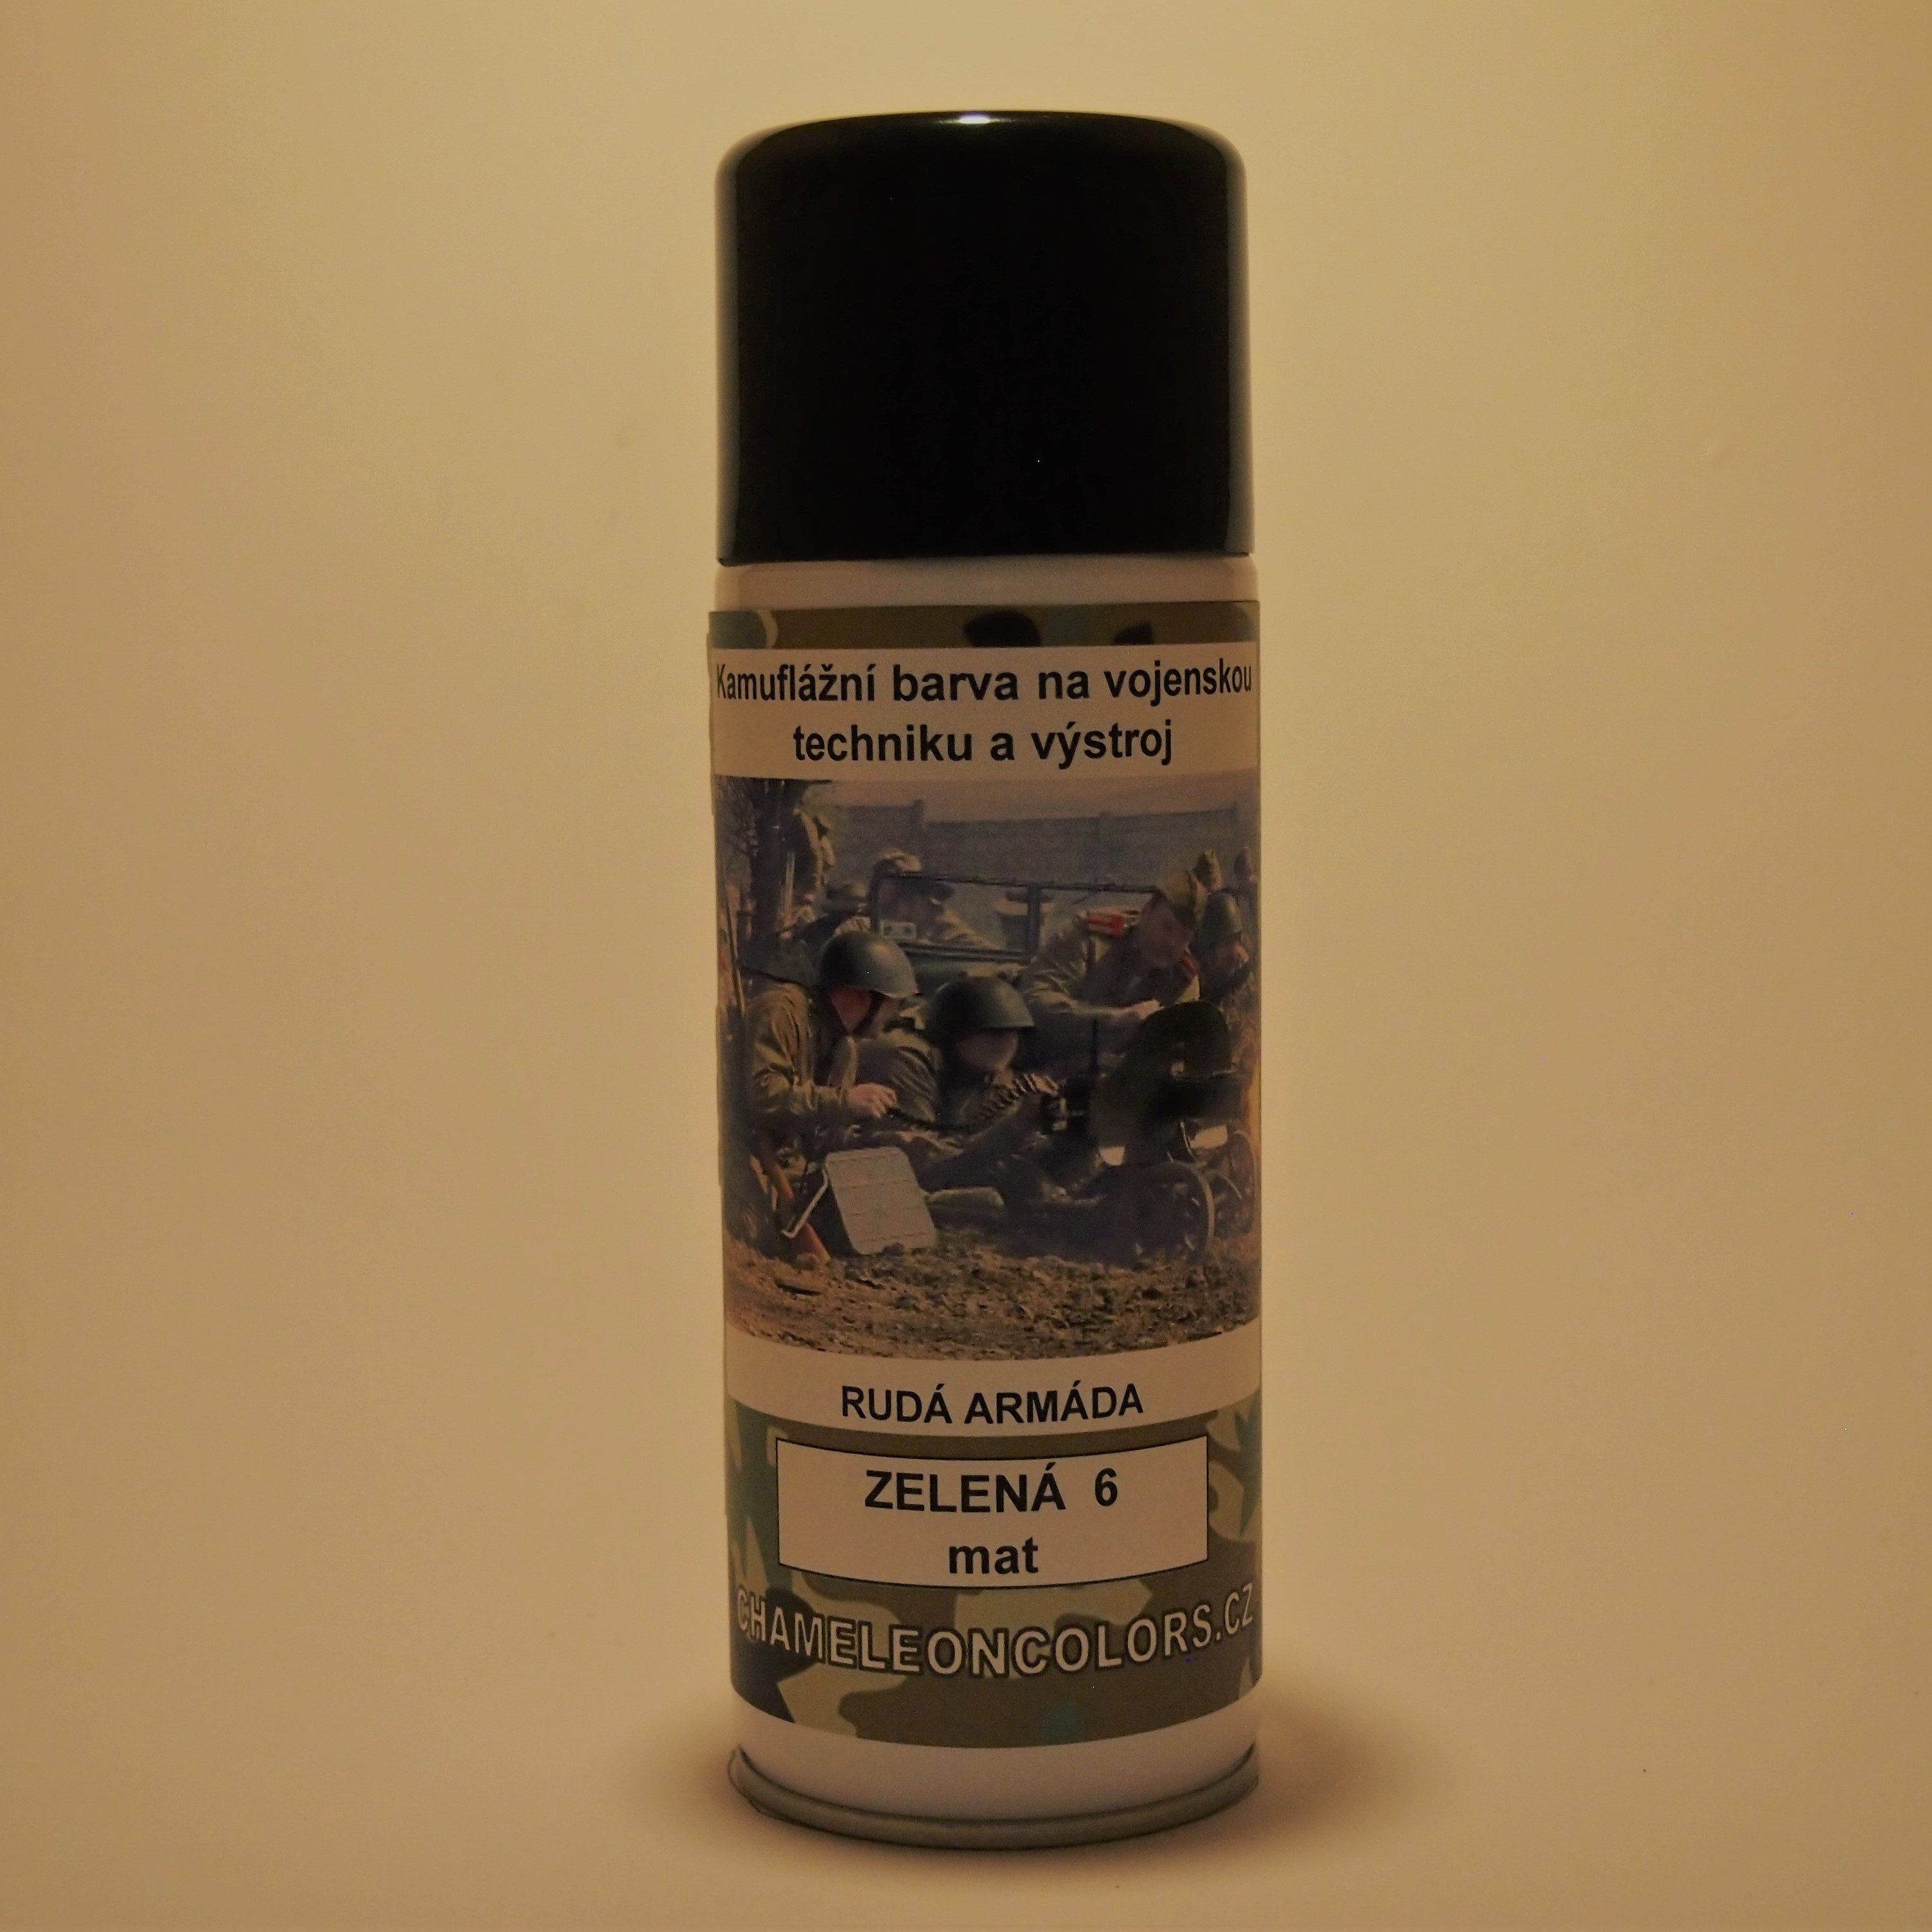 Kamuflážní barva na vojenskou
techniku a výstroj
RUDÁ ARMÁDA
ZELENÁ 6
mat
CHAMELEONCOLORS.CZ